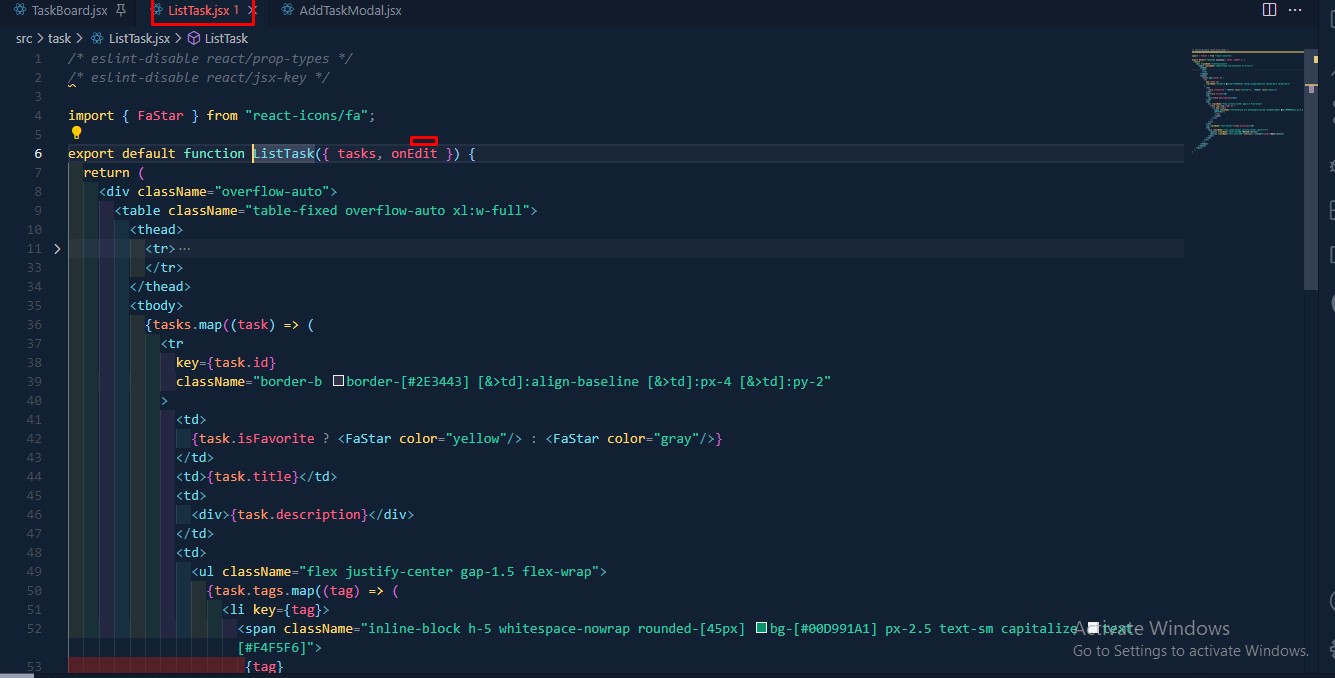 TaskBoard.jsx ListTask.jsx 1 AddTaskModal.jsx
src > task > ListTask.jsx > ListTask
1 /* eslint-disable react/prop-types */
2 /* eslint-disable react/jsx-key */
3
4 import { FaStar } from "react-icons/fa";
5
6 export default function ListTask({ tasks, onEdit }) {
7 return (
8 <div className="overflow-auto">
9 <table className="table-fixed overflow-auto xl:w-full">
10 <thead>
11 <tr> ···
33 </tr>
34 </thead>
35 <tbody>
36 {tasks.map((task) => (
37 <tr
38 key={task.id}
39 className="border-b border-[#2E3443] [&>td]:align-baseline [&>td]:px-4 [&>td]:py-2"
40 >
41 <td>
42 {task.isFavorite ? <FaStar color="yellow"/> : <FaStar color="gray"/>}
43 </td>
44 <td>{task.title}</td>
45 <td>
46 <div>{task.description}</div>
47 </td>
48 <td>
49 <ul className="flex justify-center gap-1.5 flex-wrap">
50 {task.tags.map((tag) => (
51 <li key={tag}>
52 <span className="inline-block h-5 whitespace-nowrap rounded-[45px] bg-[#00D991A1] px-2.5 text-sm capitalize text-
[#F4F5F6]">
53 {tag}
Activate Windows
Go to Settings to activate Windows.